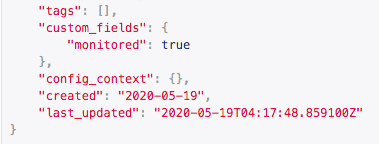 "tags": [],
"custom_fields": {
"monitored": true
},
"config_context": {},
"created": "2020-05-19",
"last_updated": "2020-05-19T04:17:48.859100Z"
}